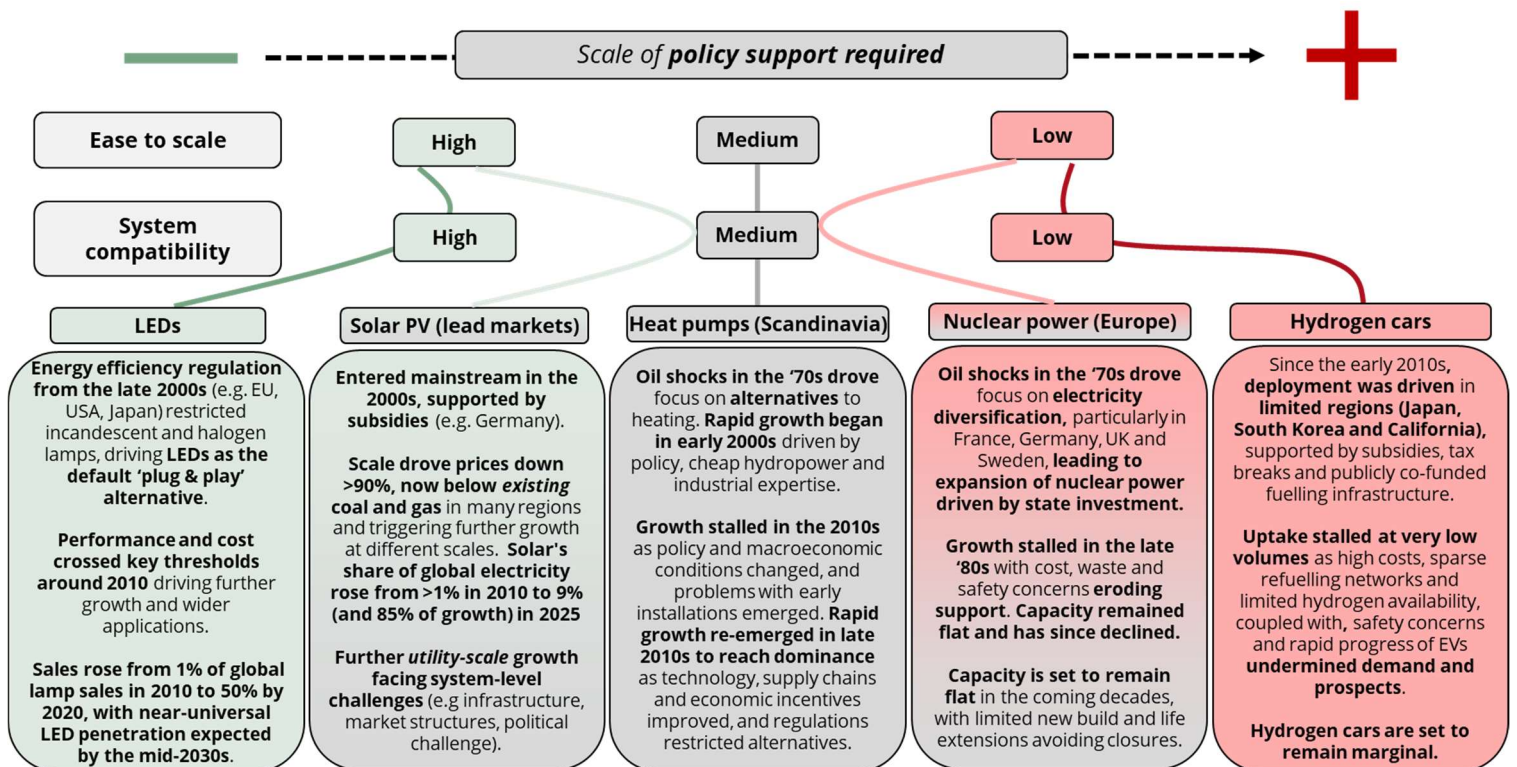 Scale of policy support required
Ease to scale
High
Medium
Low
System
compatibility
High
Medium
Low
LEDs
Energy efficiency regulation
from the late 2000s (e.g. EU,
USA, Japan) restricted
incandescent and halogen
lamps, driving LEDs as the
default ‘plug & play’
alternative.
Performance and cost
crossed key thresholds
around 2010 driving further
growth and wider
applications.
Sales rose from 1% of global
lamp sales in 2010 to 50% by
2020, with near-universal
LED penetration expected
by the mid-2030s.
Solar PV (lead markets)
Entered mainstream in the
2000s, supported by
subsidies (e.g. Germany).
Scale drove prices down
>90%, now below existing
coal and gas in many regions
and triggering further growth
at different scales. Solar's
share of global electricity
rose from >1% in 2010 to 9%
(and 85% of growth) in 2025
Further utility-scale growth
facing system-level
challenges (e.g infrastructure,
market structures, political
challenge).
Heat pumps (Scandinavia)
Oil shocks in the ‘70s drove
focus on alternatives to
heating. Rapid growth began
in early 2000s driven by
policy, cheap hydropower and
industrial expertise.
Growth stalled in the 2010s
as policy and macroeconomic
conditions changed, and
problems with early
installations emerged. Rapid
growth re-emerged in late
2010s to reach dominance
as technology, supply chains
and economic incentives
improved, and regulations
restricted alternatives.
Nuclear power (Europe)
Oil shocks in the ‘70s drove
focus on electricity
diversification, particularly in
France, Germany, UK and
Sweden, leading to
expansion of nuclear power
driven by state investment.
Growth stalled in the late
‘80s with cost, waste and
safety concerns eroding
support. Capacity remained
flat and has since declined.
Capacity is set to remain
flat in the coming decades,
with limited new build and life
extensions avoiding closures.
Hydrogen cars
Since the early 2010s,
deployment was driven in
limited regions (Japan,
South Korea and California),
supported by subsidies, tax
breaks and publicly co-funded
fuelling infrastructure.
Uptake stalled at very low
volumes as high costs, sparse
refuelling networks and
limited hydrogen availability,
coupled with, safety concerns
and rapid progress of EVs
undermined demand and
prospects.
Hydrogen cars are set to
remain marginal.